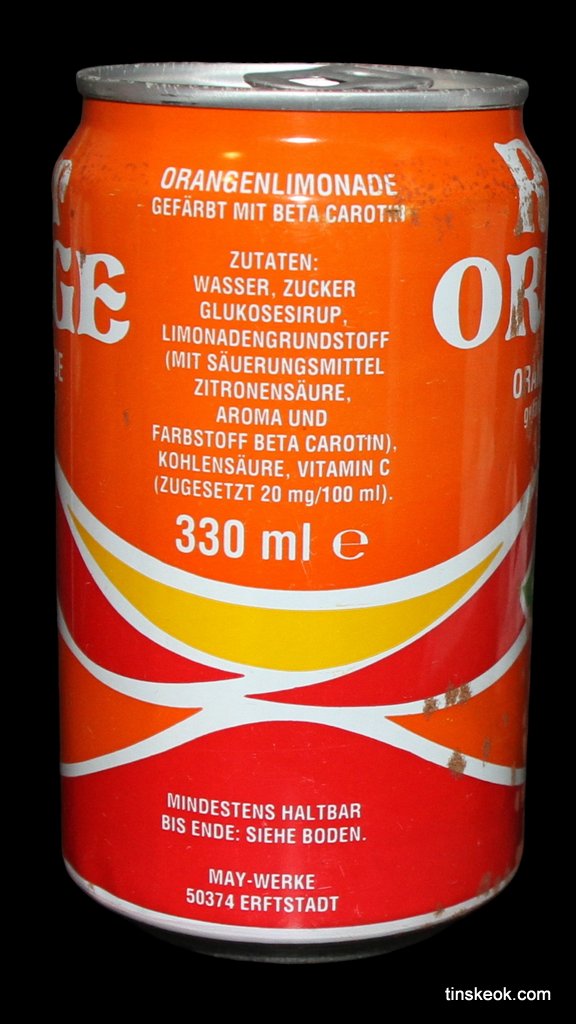 ORANGENLIMONADE
GEFÄRBT MIT BETA CAROTIN
ZUTATEN:
WASSER, ZUCKER
GLUKOSESIRUP,
LIMONADENGRUNDSTOFF
(MIT SÄUERUNGSMITTEL
ZITRONENSÄURE,
AROMA UND
FARBSTOFF BETA CAROTIN),
KOHLENSÄURE, VITAMIN C
(ZUGESETZT 20 mg/100 ml).
330 ml ℮
MINDESTENS HALTBAR
BIS ENDE: SIEHE BODEN.
MAY-WERKE
50374 ERFTSTADT
tinskeok.com